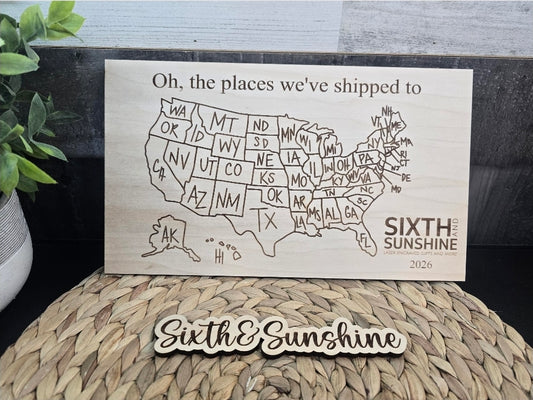 Oh, the places we've shipped to
WA
OR
ID
MT
ND
MN
SD
WY
NV
UT
CO
NE
IA
WI
MI
CA
AZ
NM
KS
OK
TX
MO
AR
LA
IL
IN
OH
KY
TN
MS
AL
GA
FL
SC
NC
VA
WV
PA
NY
NH
VT
ME
MA
RI
CT
NJ
DE
MD
AK
HI
SIXTH
AND
SUNSHINE
LASER ENGRAVED GIFTS AND MORE
2026
Sixth & Sunshine